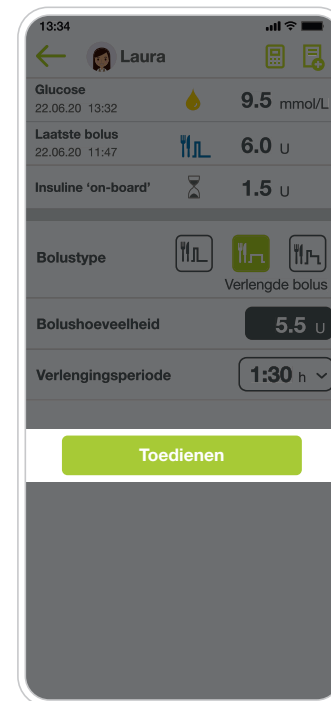 13:34
Laura
Glucose
22.06.20 13:32
9.5 mmol/L
Laatste bolus
22.06.20 11:47
6.0 U
Insuline ‘on-board’
1.5 U
Bolustype
Verlengde bolus
Bolushoeveelheid
5.5 U
Verlengingsperiode
1:30 h
Toedienen